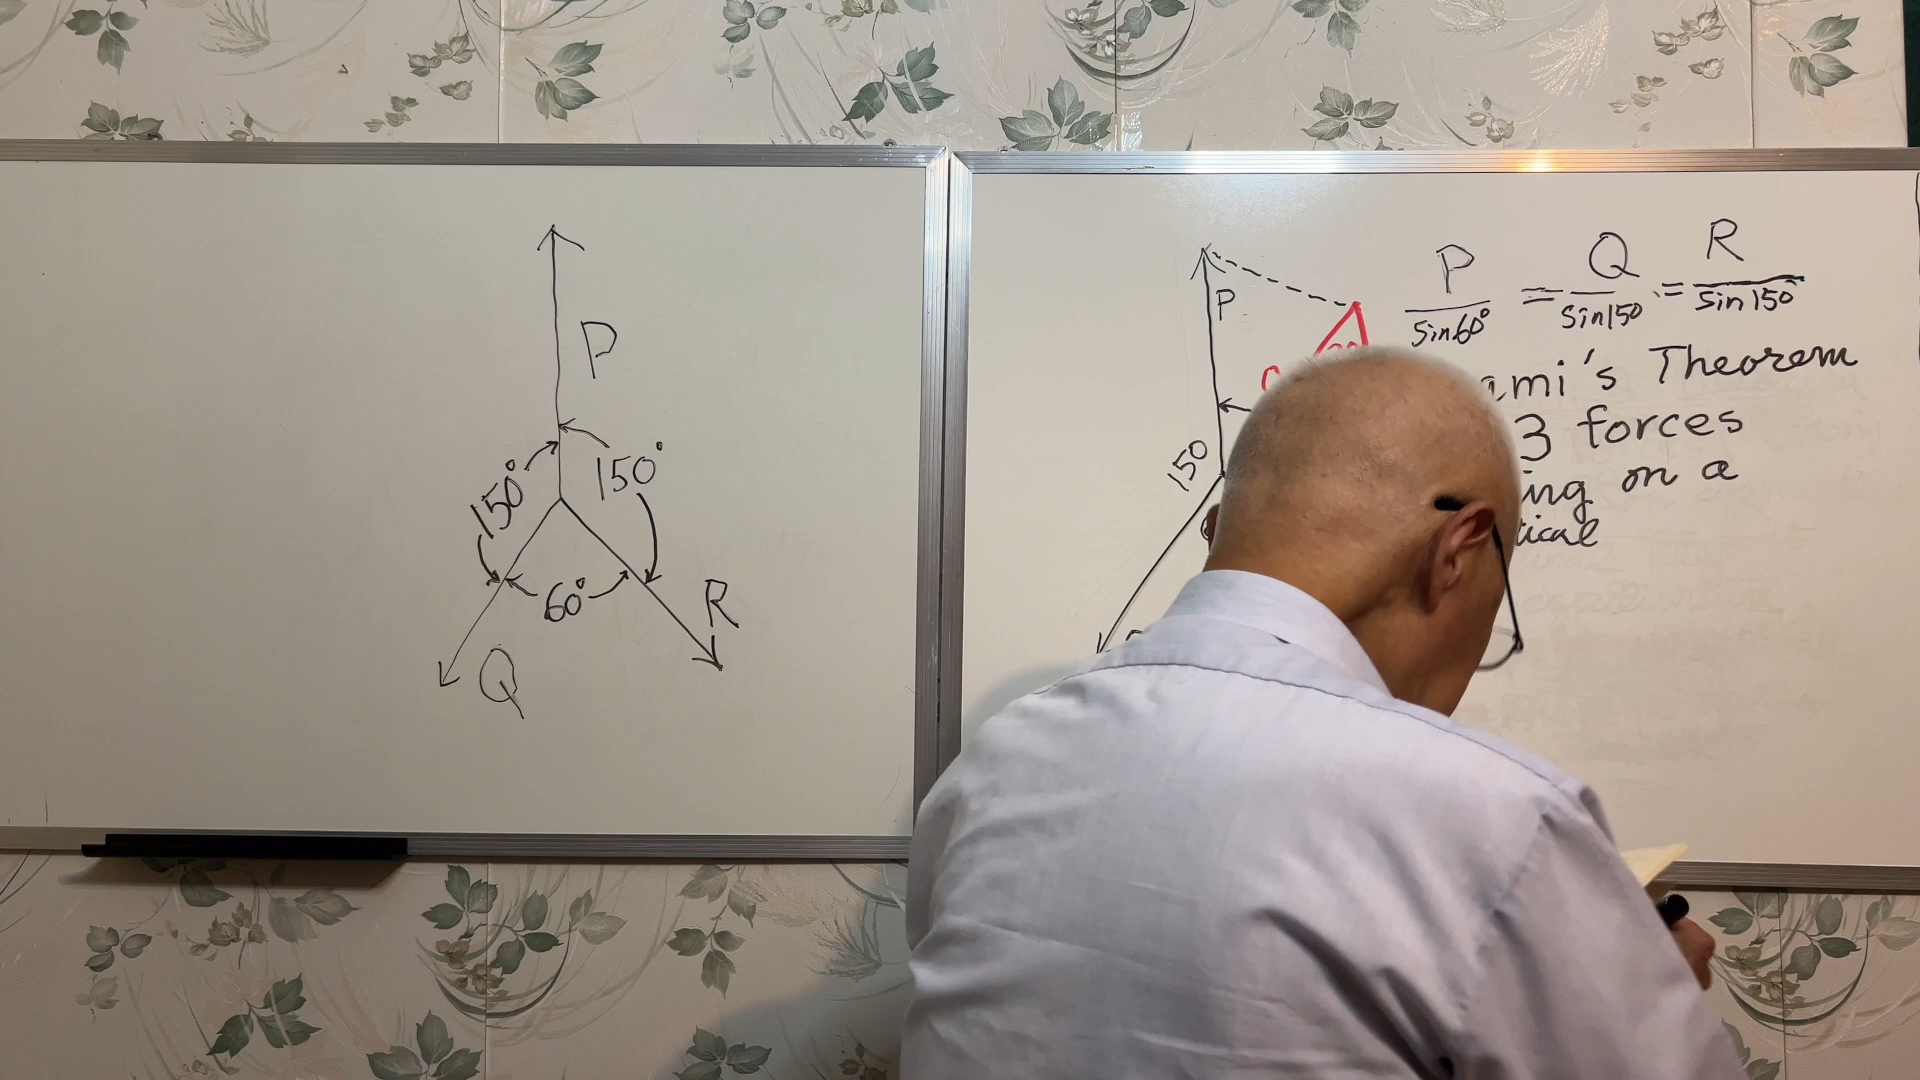 P
150°
150°
60°
R
Q
P
150
P/Sin60° = Q/Sin150 = R/Sin150°
ami's Theorem
3 forces
ing on a
tical